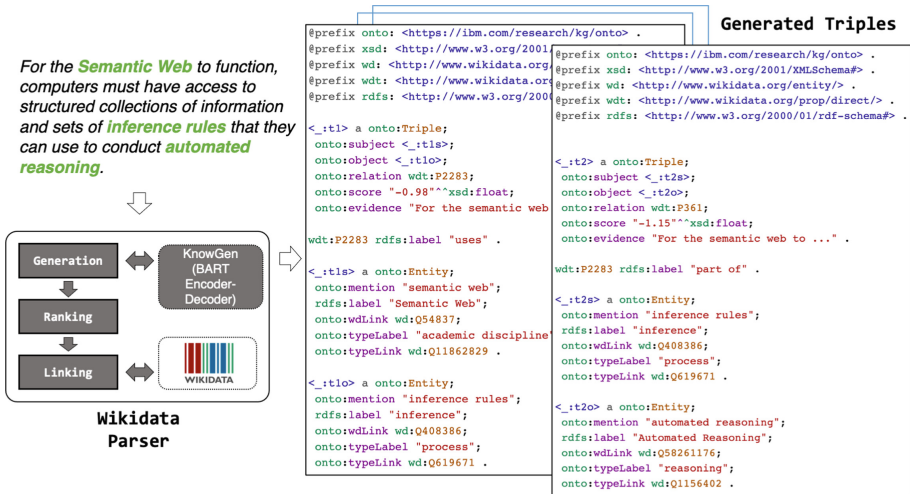 For the Semantic Web to function,
computers must have access to
structured collections of information
and sets of inference rules that they
can use to conduct automated
reasoning.
Generation
KnowGen
(BART
Encoder-
Decoder)
Ranking
Linking
WIKIDATA
Wikidata
Parser
@prefix onto: <https://ibm.com/research/kg/onto> .
@prefix xsd: <http://www.w3.org/2001/
@prefix wd: <http://www.wikidata
@prefix wdt: <http://www.wikidata.
@prefix rdfs: <http://www.w3.org/200
<_:t1> a onto:Triple;
onto:subject <_:t1s>;
onto:object <_:t1o>;
onto:relation wdt:P2283;
onto:score "-0.98"^^xsd:float;
onto:evidence "For the semantic web
wdt:P2283 rdfs:label "uses" .
<_:t1s> a onto:Entity;
onto:mention "semantic web";
rdfs:label "Semantic Web";
onto:wdLink wd:Q54837;
onto:typeLabel "academic discipline"
onto:typeLink wd:Q11862829 .
<_:t1o> a onto:Entity;
onto:mention "inference rules";
rdfs:label "inference";
onto:wdLink wd:Q408386;
onto:typeLabel "process";
onto:typeLink wd:Q619671 .
Generated Triples
@prefix onto: <https://ibm.com/research/kg/onto> .
@prefix xsd: <http://www.w3.org/2001/XMLSchema#> .
@prefix wd: <http://www.wikidata.org/entity/> .
@prefix wdt: <http://www.wikidata.org/prop/direct/> .
@prefix rdfs: <http://www.w3.org/2000/01/rdf-schema#> .
<_:t2> a onto:Triple;
onto:subject <_:t2s>;
onto:object <_:t2o>;
onto:relation wdt:P361;
onto:score "-1.15"^^xsd:float;
onto:evidence "For the semantic web to ..." .
wdt:P2283 rdfs:label "part of" .
<_:t2s> a onto:Entity;
onto:mention "inference rules";
rdfs:label "inference";
onto:wdLink wd:Q408386;
onto:typeLabel "process";
onto:typeLink wd:Q619671 .
<_:t2o> a onto:Entity;
onto:mention "automated reasoning";
rdfs:label "Automated Reasoning";
onto:wdLink wd:Q58261176;
onto:typeLabel "reasoning";
onto:typeLink wd:Q1156402 .